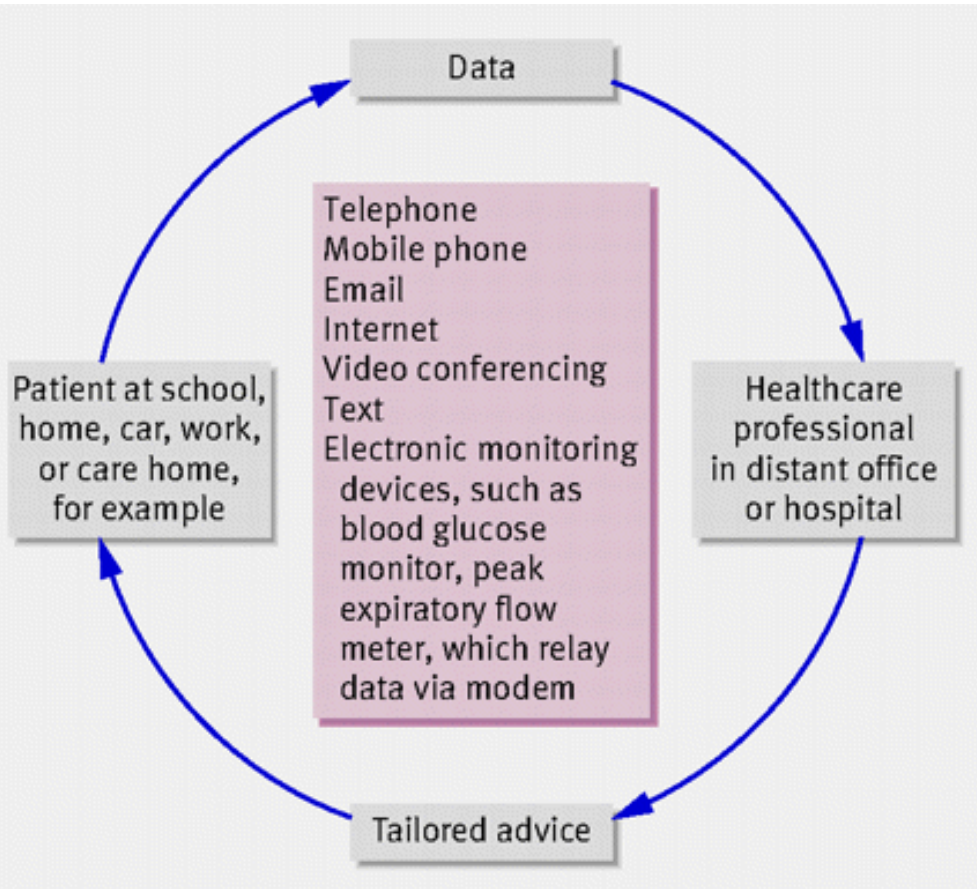 Data
Telephone
Mobile phone
Email
Internet
Video conferencing
Text
Electronic monitoring
devices, such as
blood glucose
monitor, peak
expiratory flow
meter, which relay
data via modem
Patient at school,
home, car, work,
or care home,
for example
Healthcare
professional
in distant office
or hospital
Tailored advice